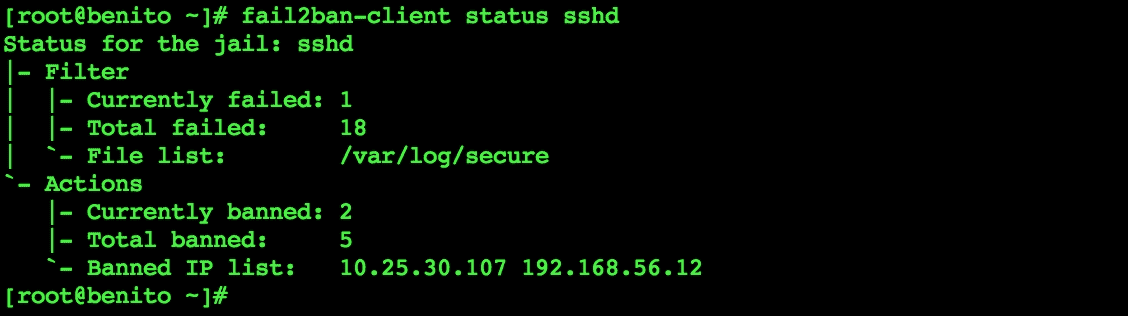 [root@benito ~]# fail2ban-client status sshd
Status for the jail: sshd
|- Filter
|  |- Currently failed: 1
|  |- Total failed:     18
|  `- File list:        /var/log/secure
`- Actions
   |- Currently banned: 2
   |- Total banned:     5
   `- Banned IP list:   10.25.30.107 192.168.56.12
[root@benito ~]#